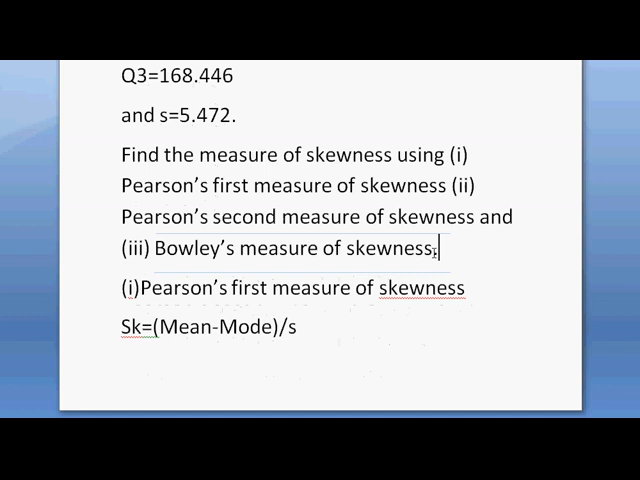 Q3=168.446
and s=5.472.
Find the measure of skewness using (i)
Pearson’s first measure of skewness (ii)
Pearson’s second measure of skewness and
(iii) Bowley’s measure of skewness.
(i)Pearson’s first measure of skewness
Sk=(Mean-Mode)/s